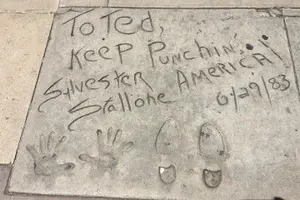 To Ted,
Keep Punchin,
AMERICA!
Sylvester
Stallone
6/29/83